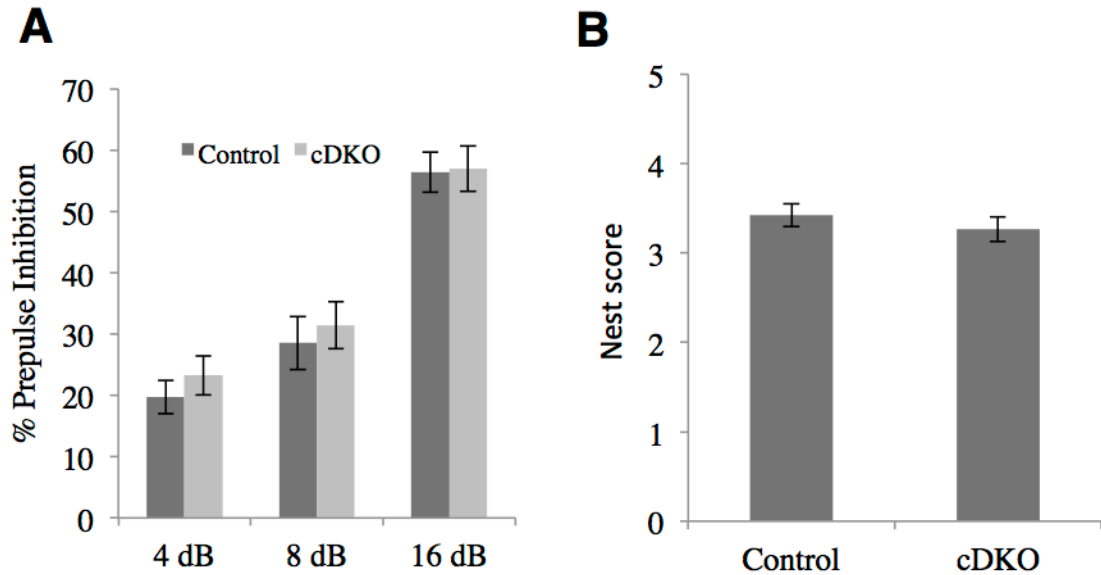 A
% Prepulse Inhibition
70
60
50
40
30
20
10
0
Control cDKO
4 dB 8 dB 16 dB
B
Nest score
5
4
3
2
1
0
Control cDKO